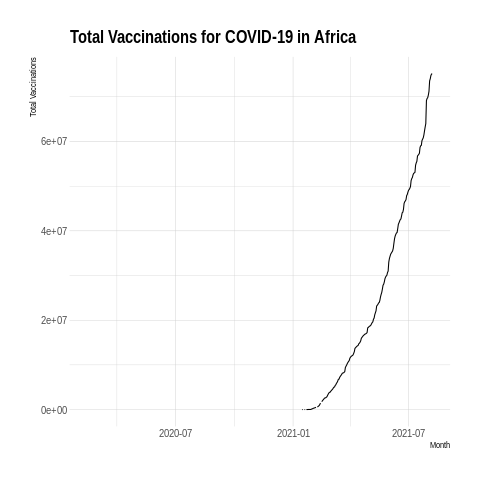 Total Vaccinations for COVID-19 in Africa
Total Vaccinations
6e+07
4e+07
2e+07
0e+00
2020-07
2021-01
2021-07
Month